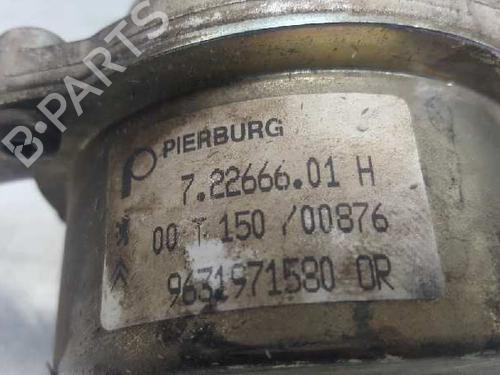 B-PARTS
PIERBURG
7.22666.01 H
00 T 150 /00876
9631971580 OR